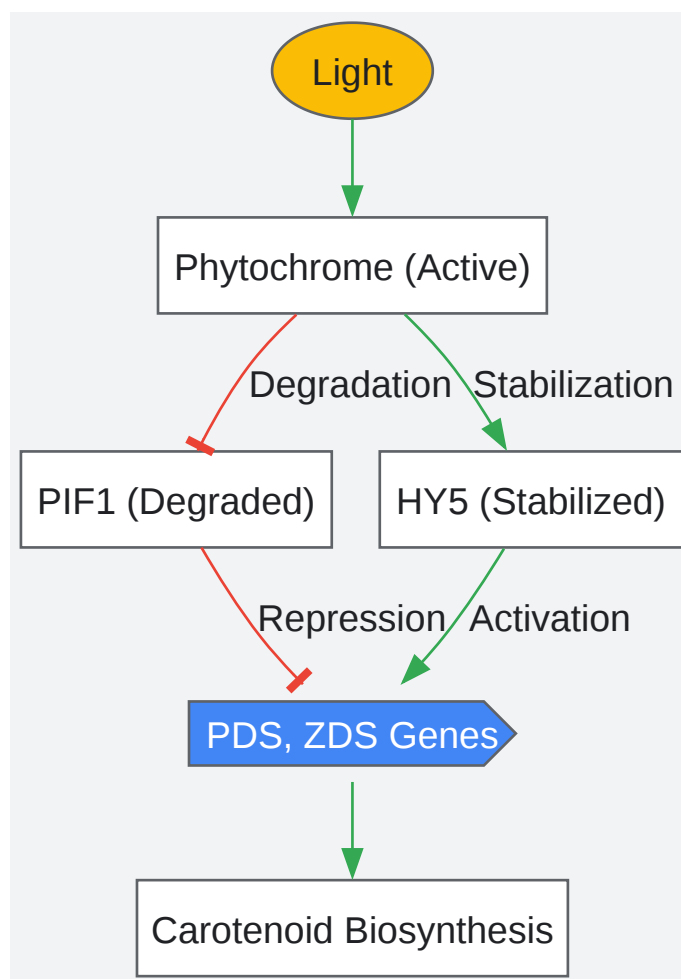 Light
Phytochrome (Active)
Degradation
Stabilization
PIF1 (Degraded)
HY5 (Stabilized)
Repression
Activation
PDS, ZDS Genes
Carotenoid Biosynthesis